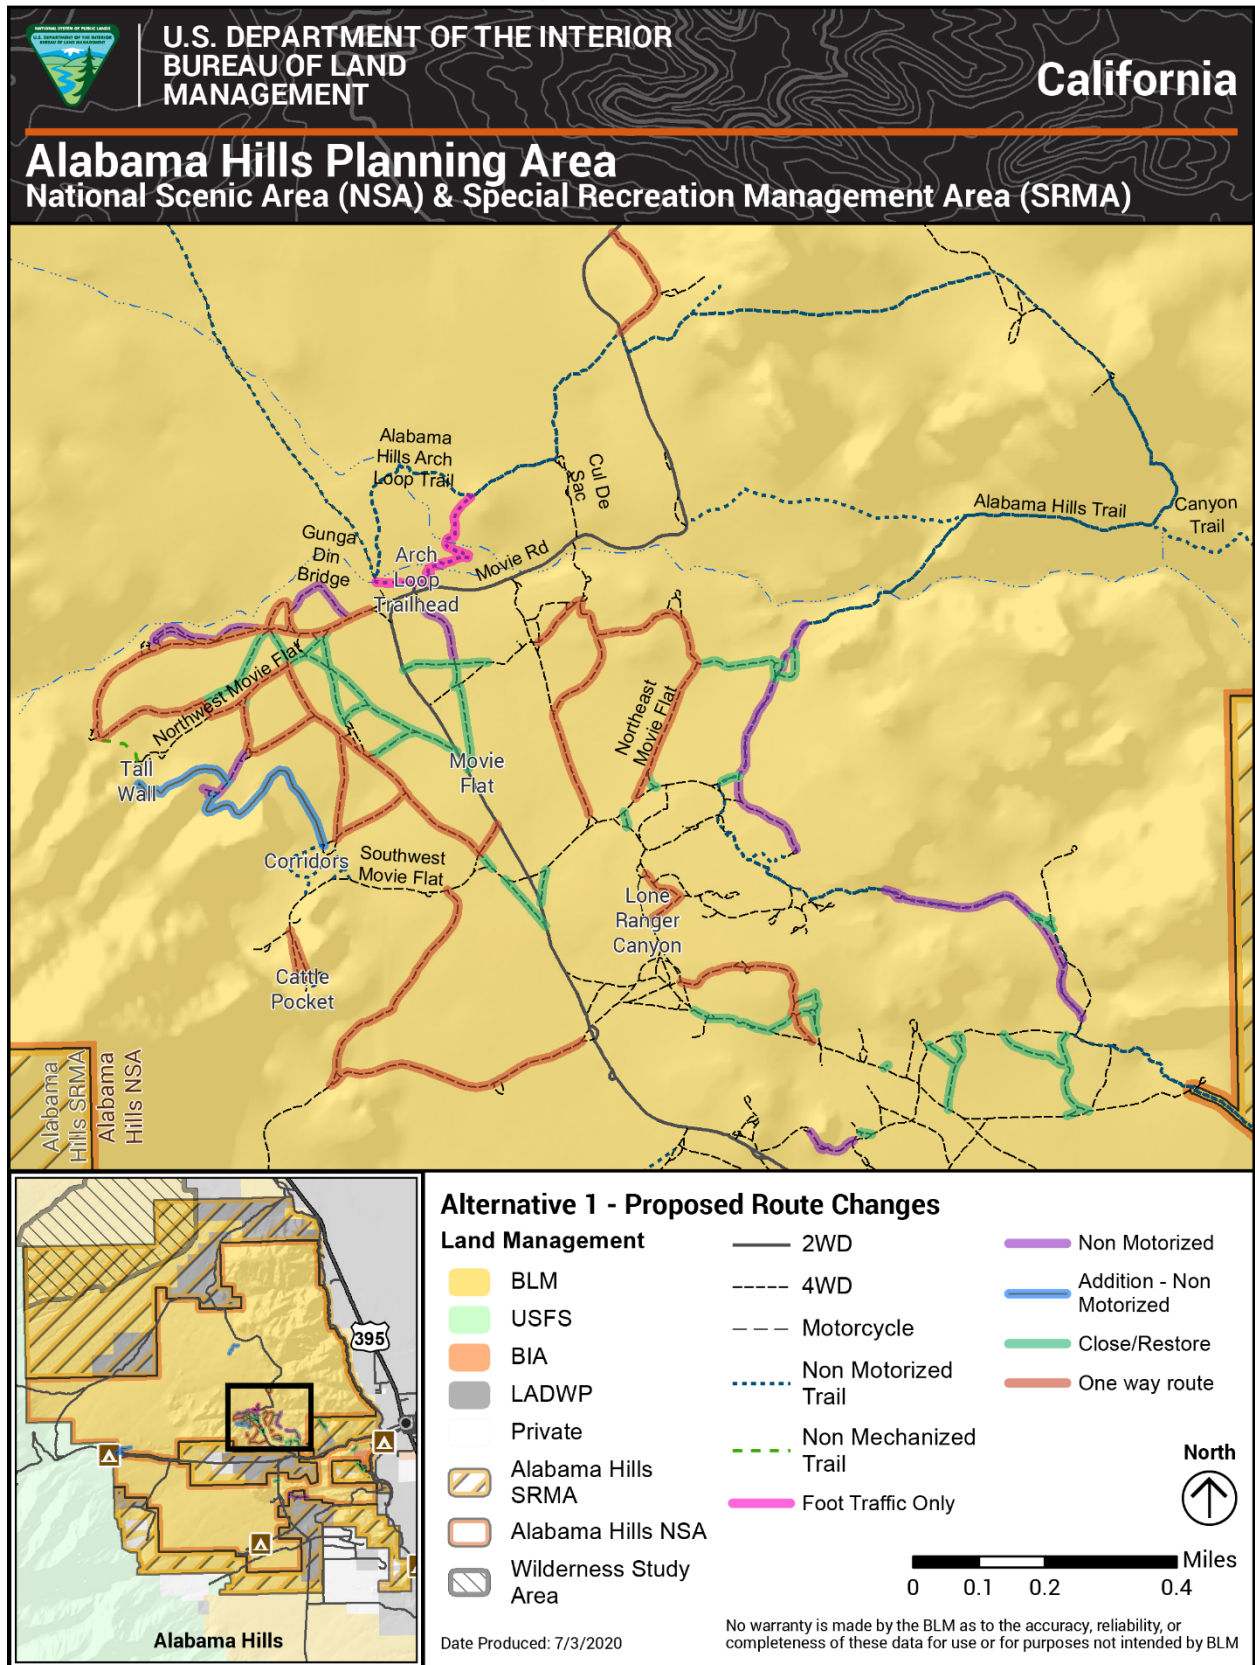 NATIONAL SYSTEM OF PUBLIC LANDS
U.S. DEPARTMENT OF THE INTERIOR
BUREAU OF LAND MANAGEMENT
U.S. DEPARTMENT OF THE INTERIOR
BUREAU OF LAND
MANAGEMENT
California
Alabama Hills Planning Area
National Scenic Area (NSA) & Special Recreation Management Area (SRMA)
Alabama
Hills Arch
Loop Trail
Cul De
Sac
Alabama Hills Trail
Canyon
Trail
Gunga
Din
Bridge
Arch
Loop
Trailhead
Movie Rd
Northwest Movie Flat
Northeast
Movie Flat
Tall
Wall
Movie
Flat
Corridors
Southwest
Movie Flat
Lone
Ranger
Canyon
Cattle
Pocket
Alabama
Hills SRMA
Alabama
Hills NSA
395
Alabama Hills
Alternative 1 - Proposed Route Changes
Land Management
BLM
USFS
BIA
LADWP
Private
Alabama Hills
SRMA
Alabama Hills NSA
Wilderness Study
Area
2WD
4WD
Motorcycle
Non Motorized
Trail
Non Mechanized
Trail
Foot Traffic Only
Non Motorized
Addition - Non
Motorized
Close/Restore
One way route
North
Miles
0 0.1 0.2 0.4
Date Produced: 7/3/2020
No warranty is made by the BLM as to the accuracy, reliability, or
completeness of these data for use or for purposes not intended by BLM